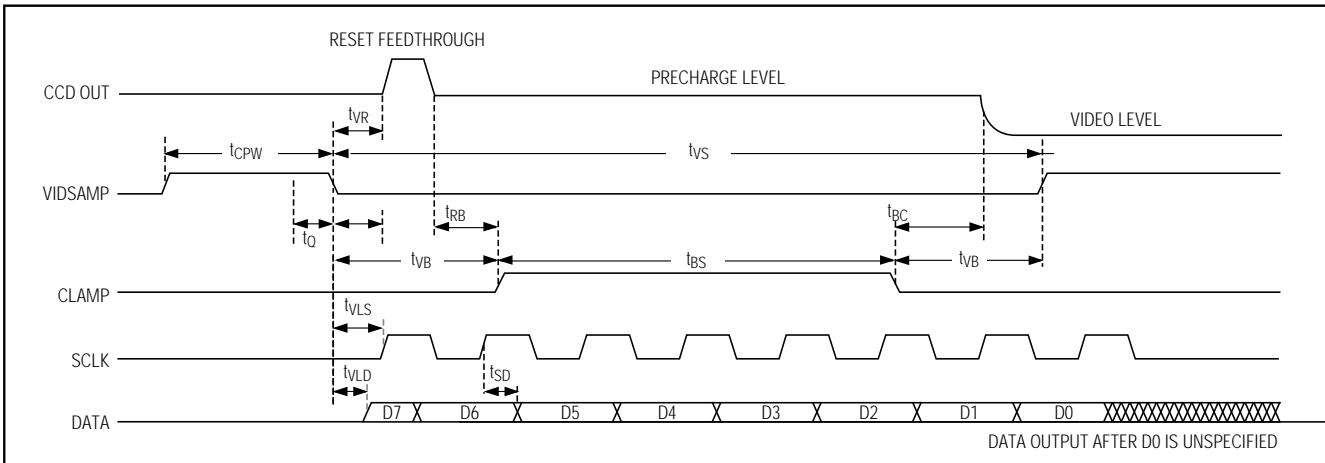 RESET FEEDTHROUGH
CCD OUT
PRECHARGE LEVEL
VIDEO LEVEL
tVR
tCPW
tVS
VIDSAMP
tQ
tRB
tBC
tVB
tBS
tVB
CLAMP
tVLS
SCLK
tVLD
tSD
DATA
D7 D6 D5 D4 D3 D2 D1 D0
DATA OUTPUT AFTER D0 IS UNSPECIFIED